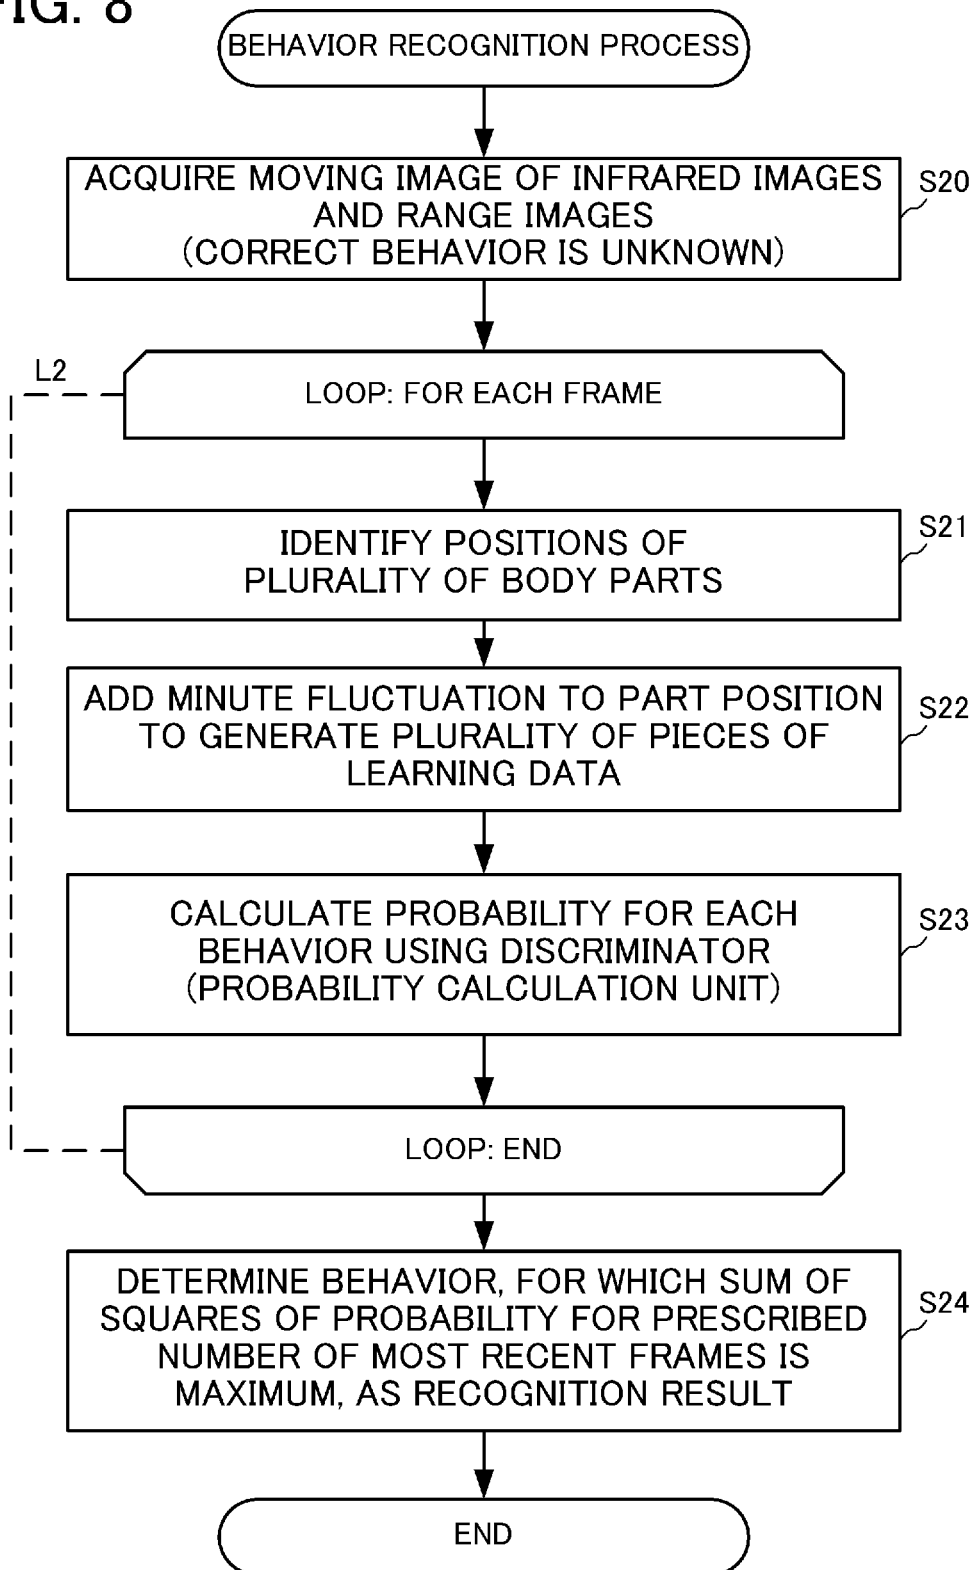 FIG. 8
BEHAVIOR RECOGNITION PROCESS
ACQUIRE MOVING IMAGE OF INFRARED IMAGES
AND RANGE IMAGES
(CORRECT BEHAVIOR IS UNKNOWN)
S20
L2
LOOP: FOR EACH FRAME
IDENTIFY POSITIONS OF
PLURALITY OF BODY PARTS
S21
ADD MINUTE FLUCTUATION TO PART POSITION
TO GENERATE PLURALITY OF PIECES OF
LEARNING DATA
S22
CALCULATE PROBABILITY FOR EACH
BEHAVIOR USING DISCRIMINATOR
(PROBABILITY CALCULATION UNIT)
S23
LOOP: END
DETERMINE BEHAVIOR, FOR WHICH SUM OF
SQUARES OF PROBABILITY FOR PRESCRIBED
NUMBER OF MOST RECENT FRAMES IS
MAXIMUM, AS RECOGNITION RESULT
S24
END